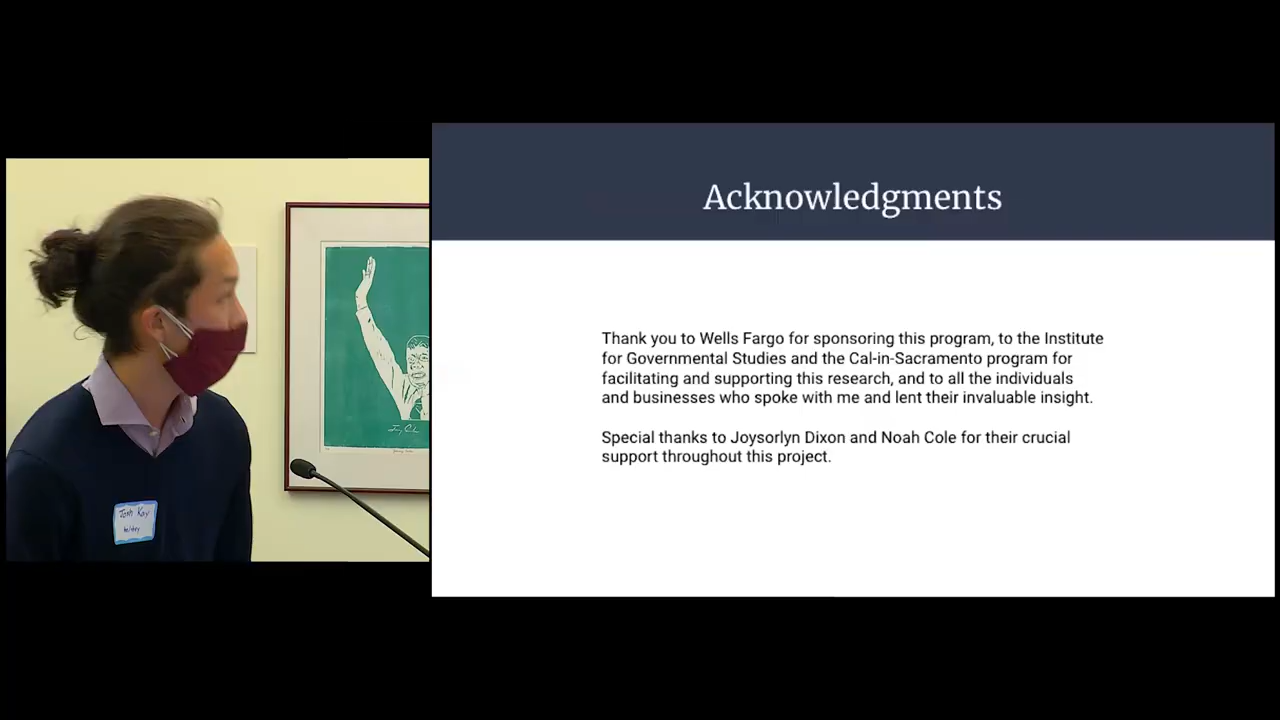 Acknowledgments
Thank you to Wells Fargo for sponsoring this program, to the Institute
for Governmental Studies and the Cal-in-Sacramento program for
facilitating and supporting this research, and to all the individuals
and businesses who spoke with me and lent their invaluable insight.
Special thanks to Joysorlyn Dixon and Noah Cole for their crucial
support throughout this project.
Josh Kay